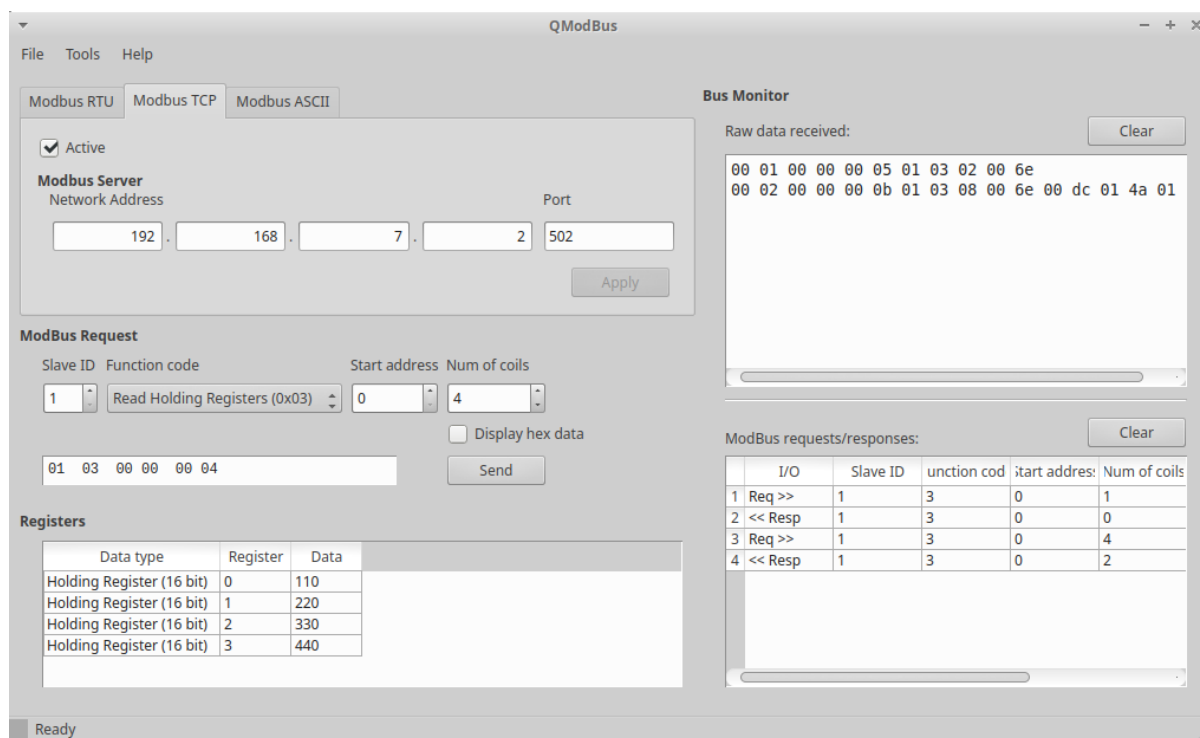 QModBus
File Tools Help
Modbus RTU Modbus TCP Modbus ASCII
Active
Modbus Server
Network Address Port
192 . 168 . 7 . 2 502
Apply
ModBus Request
Slave ID Function code Start address Num of coils
1 Read Holding Registers (0x03) 0 4
Display hex data
01 03 00 00 00 04 Send
Registers
Data type Register Data
Holding Register (16 bit) 0 110
Holding Register (16 bit) 1 220
Holding Register (16 bit) 2 330
Holding Register (16 bit) 3 440
Bus Monitor
Raw data received: Clear
00 01 00 00 00 05 01 03 02 00 6e
00 02 00 00 00 0b 01 03 08 00 6e 00 dc 01 4a 01
ModBus requests/responses: Clear
I/O Slave ID unction cod Start address Num of coils
1 Req >> 1 3 0 1
2 << Resp 1 3 0 0
3 Req >> 1 3 0 4
4 << Resp 1 3 0 2
Ready